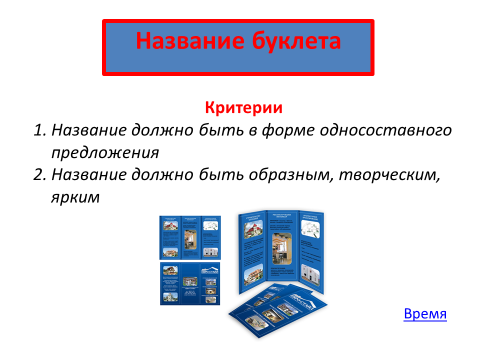 Название буклета
Критерии
1. Название должно быть в форме односоставного
предложения
2. Название должно быть образным, творческим,
ярким
Время